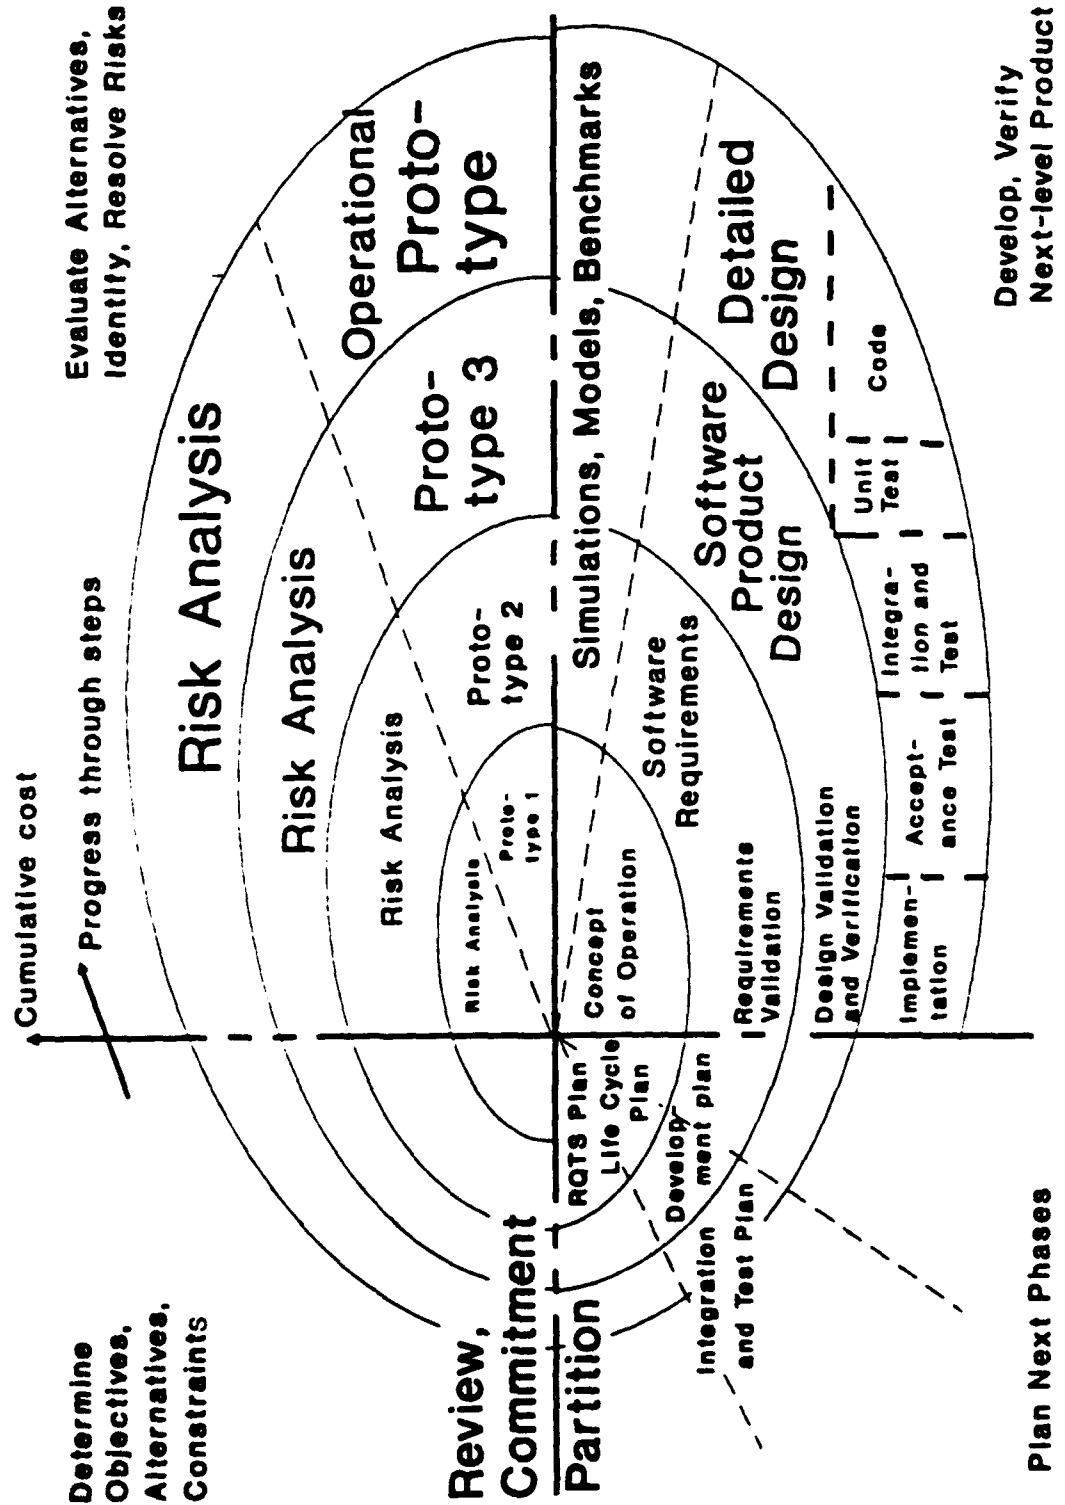 Cumulative cost
Progress through steps
Evaluate Alternatives,
Identity, Resolve Risks
Determine
Objectives,
Alternatives,
Constraints
Risk Analysis
Risk Analysis
Risk Analysis
Risk Analysis
Operational
Proto-
type
Proto-
type 3
Proto-
type 2
Proto-
type 1
Review,
Commitment
Partition
Simulations, Models, Benchmarks
RQTS Plan
Life Cycle
Plan
Concept
of Operation
Software
Requirements
Software
Product
Design
Detailed
Design
Develop-
ment plan
Requirements
Validation
Integration
and Test Plan
Design Validation
and Verification
Code
Unit
Test
Integra-
tion and
Test
Accept-
ance Test
Implemen-
tation
Plan Next Phases
Develop, Verify
Next-level Product